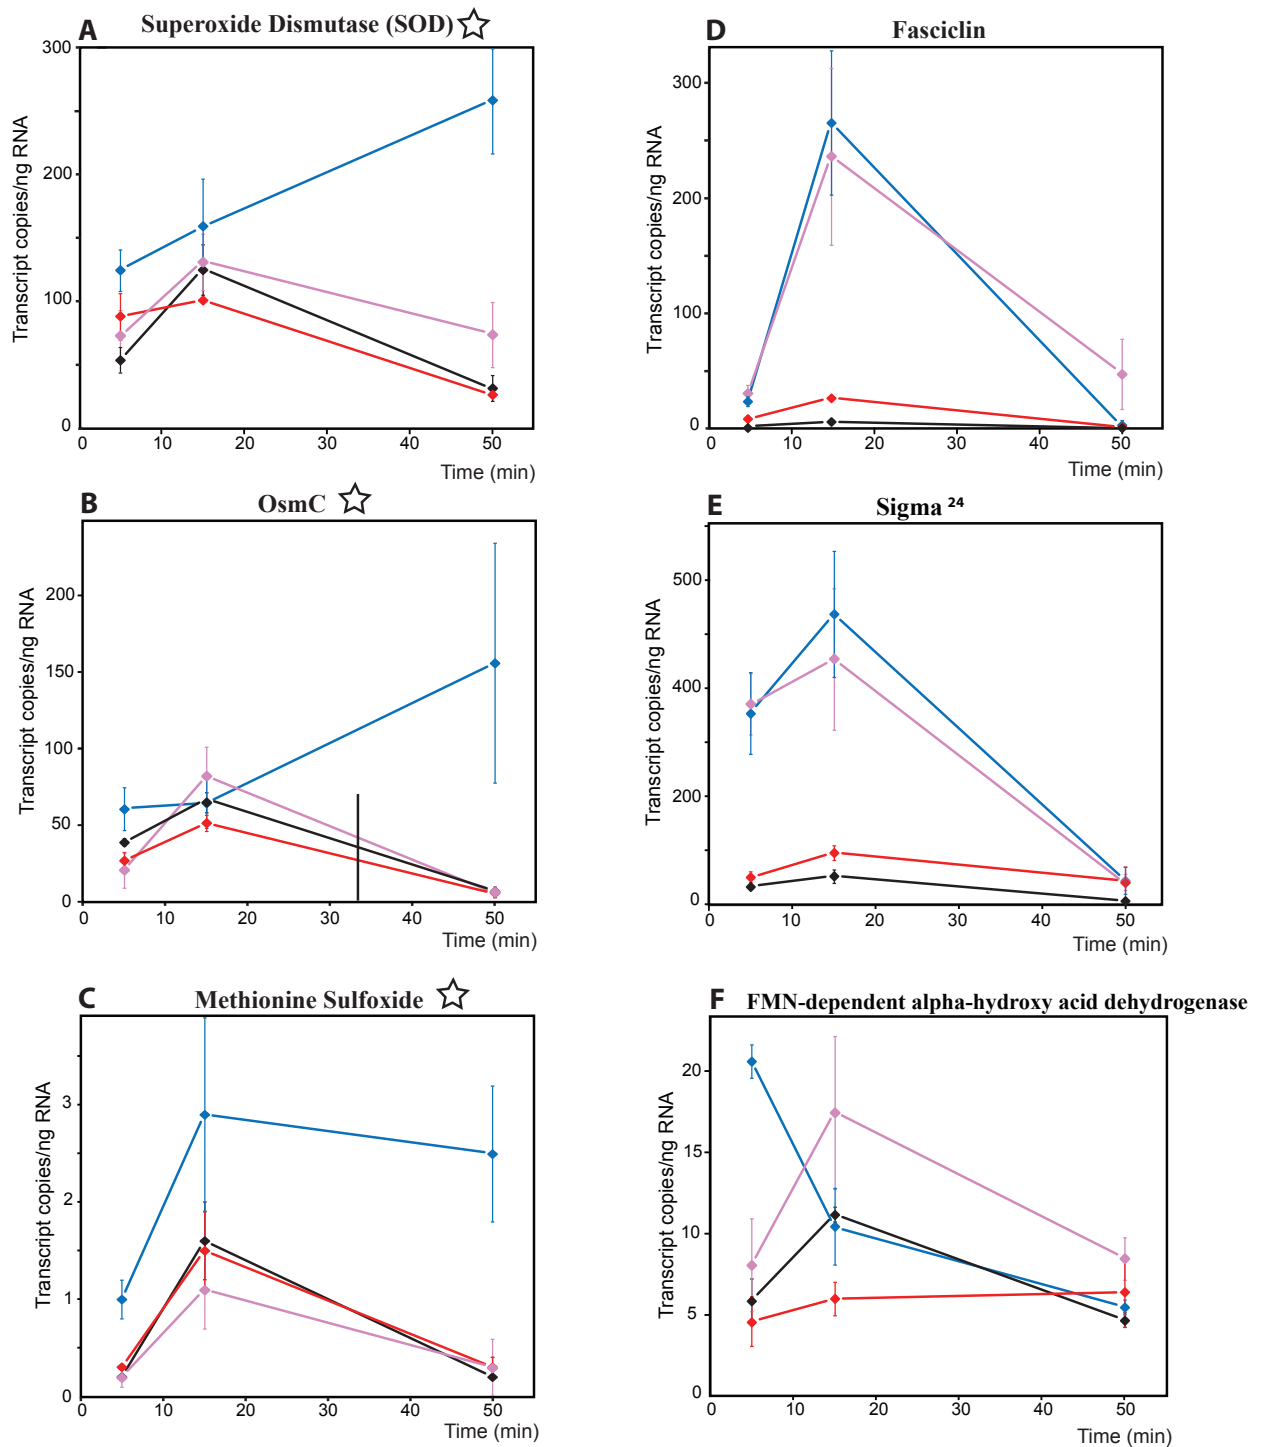 A Superoxide Dismutase (SOD)
300
200
100
0
0 10 20 30 40 50
Time (min)
Transcript copies/ng RNA
B OsmC
200
150
100
50
0
0 10 20 30 40 50
Time (min)
Transcript copies/ng RNA
C Methionine Sulfoxide
3
2
1
0
0 10 20 30 40 50
Time (min)
Transcript copies/ng RNA
D Fasciclin
300
200
100
0
0 10 20 30 40 50
Time (min)
Transcript copies/ng RNA
E Sigma ²⁴
500
400
200
0
0 10 20 30 40 50
Time (min)
Transcript copies/ng RNA
F FMN-dependent alpha-hydroxy acid dehydrogenase
20
15
10
5
0
0 10 20 30 40 50
Time (min)
Transcript copies/ng RNA